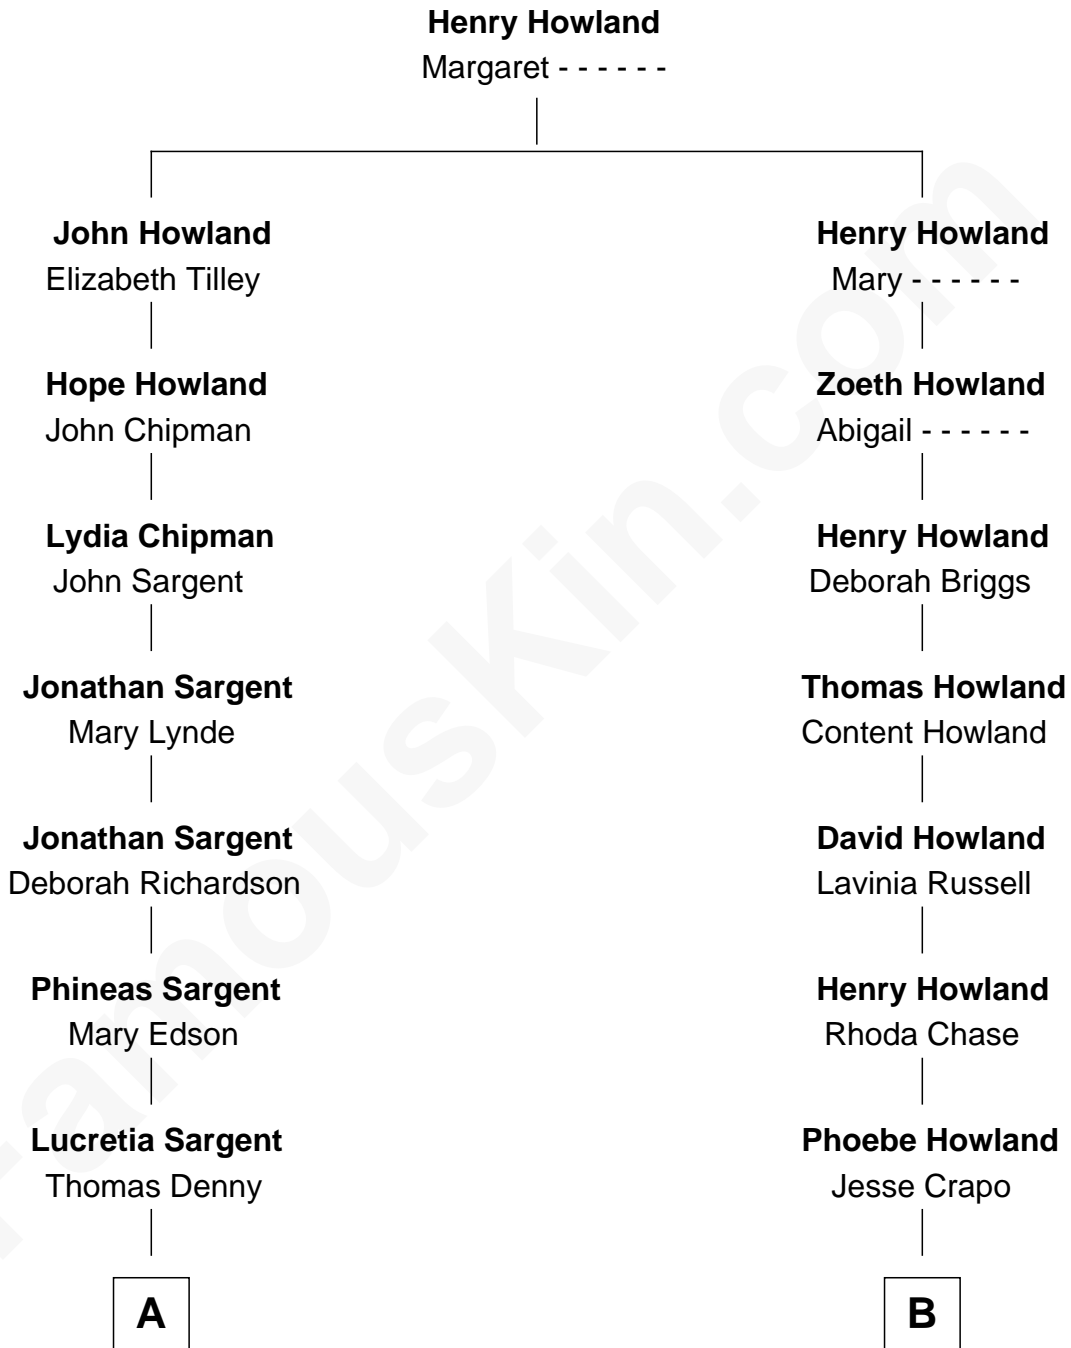 Henry Howland
Margaret - - - - - -
John Howland
Elizabeth Tilley
Henry Howland
Mary - - - - - -
Hope Howland
John Chipman
Zoeth Howland
Abigail - - - - - -
Lydia Chipman
John Sargent
Henry Howland
Deborah Briggs
Jonathan Sargent
Mary Lynde
Thomas Howland
Content Howland
Jonathan Sargent
Deborah Richardson
David Howland
Lavinia Russell
Phineas Sargent
Mary Edson
Henry Howland
Rhoda Chase
Lucretia Sargent
Thomas Denny
Phoebe Howland
Jesse Crapo
A
B
FamousKin.com